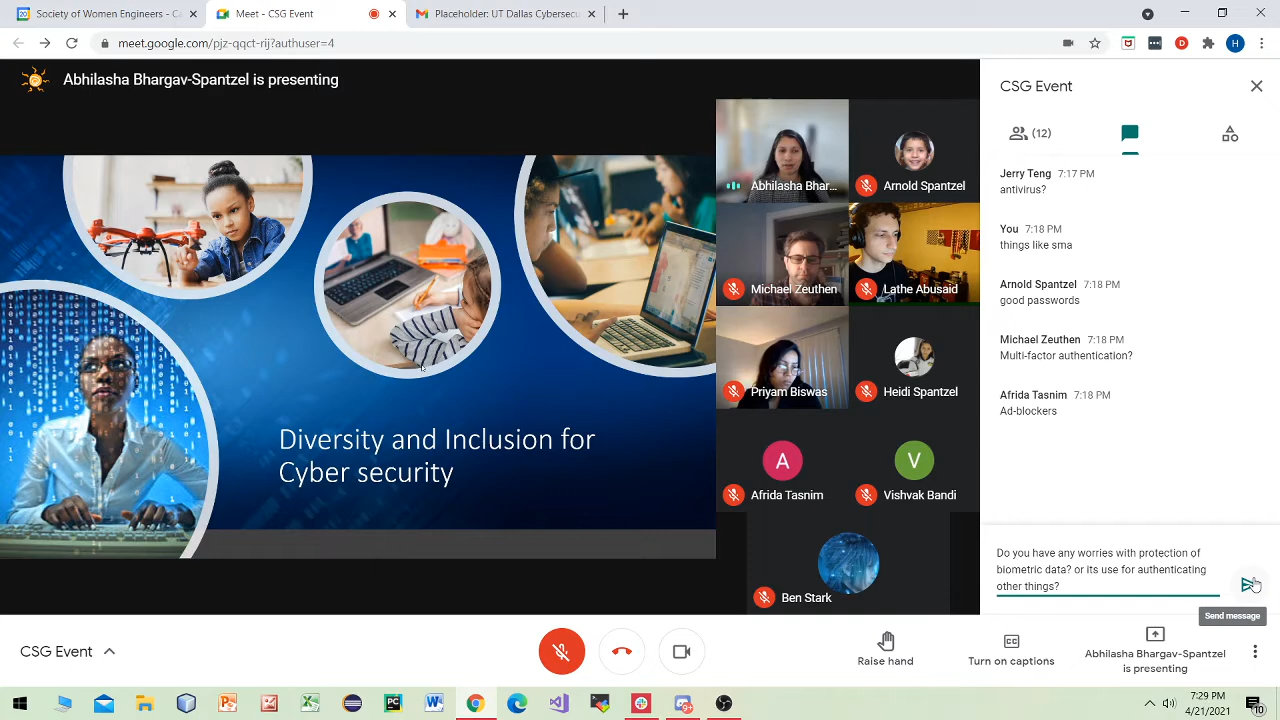 Society of Women Engineers - Ca
Meet - CSG Event
Placeholder: UT Dallas Cybersecu
meet.google.com/pjz-qqct-rij?authuser=4
Abhilasha Bhargav-Spantzel is presenting
Diversity and Inclusion for
Cyber security
Abhilasha Bhar...
Arnold Spantzel
Michael Zeuthen
Lathe Abusaid
Priyam Biswas
Heidi Spantzel
A
V
Afrida Tasnim
Vishvak Bandi
Ben Stark
CSG Event
(12)
Jerry Teng 7:17 PM
antivirus?
You 7:18 PM
things like sma
Arnold Spantzel 7:18 PM
good passwords
Michael Zeuthen 7:18 PM
Multi-factor authentication?
Afrida Tasnim 7:18 PM
Ad-blockers
Do you have any worries with protection of
biometric data? or its use for authenticating
other things?
Send message
CSG Event
Raise hand
Turn on captions
Abhilasha Bhargav-Spantzel
is presenting
7:29 PM
4/21/2021